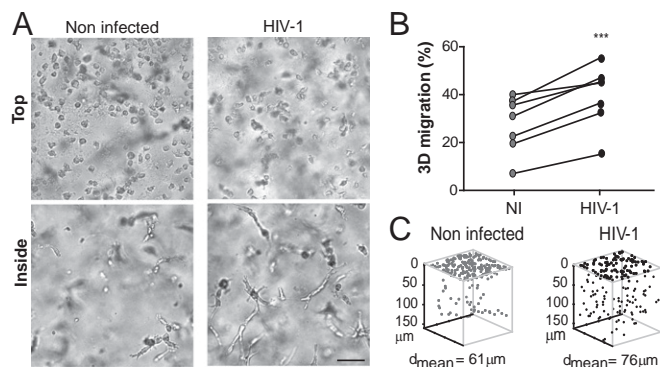 A
Non infected
HIV-1
Top
Inside
B
***
3D migration (%)
60
40
20
0
NI
HIV-1
C
Non infected
HIV-1
0
50
100
150
µm
dmean = 61µm
0
50
100
150
µm
dmean = 76µm